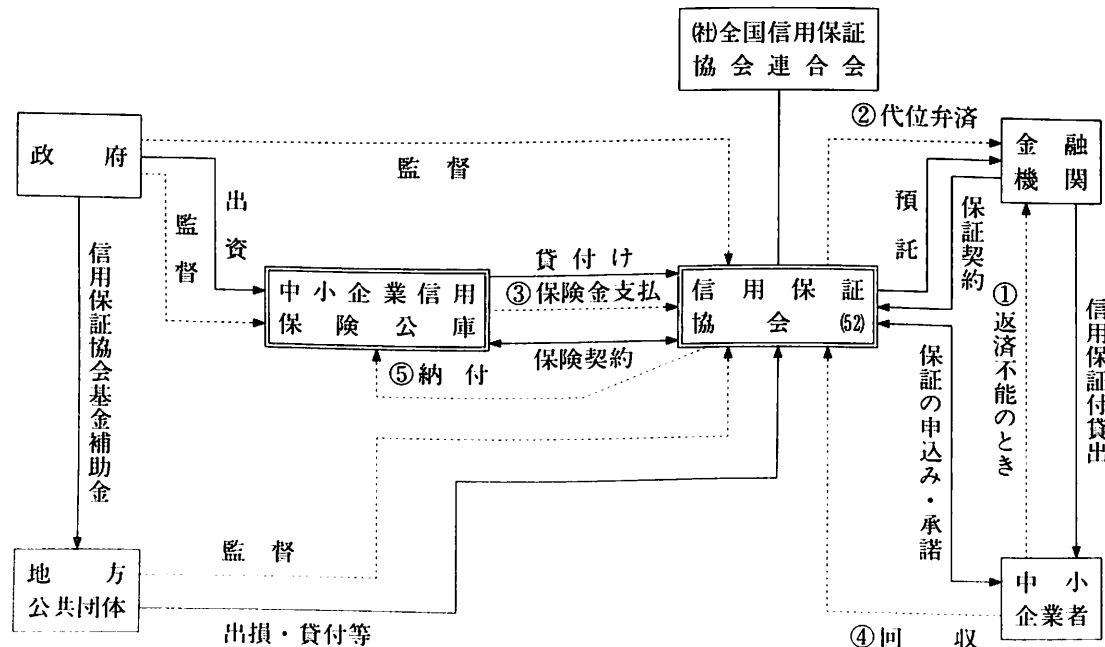 ㈳全国信用保証
協会連合会
②代位弁済
政府
監督
金融
機関
出資
監督
預託
保証契約
貸付け
③保険金支払
中小企業信用
保険公庫
信用保証
協会(52)
保険契約
⑤納付
信用保証協会基金補助金
①返済不能のとき
信用保証付貸出
保証の申込み・承諾
監督
地方
公共団体
中小
企業者
出損・貸付等
④回収